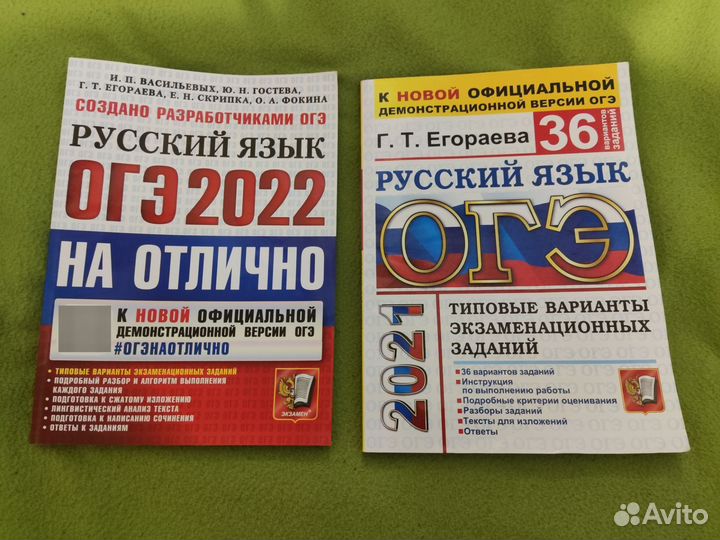 И. П. ВАСИЛЬЕВЫХ, Ю. Н. ГОСТЕВА,
Г. Т. ЕГОРАЕВА, Е. Н. СКРИПКА, О. А. ФОКИНА
СОЗДАНО РАЗРАБОТЧИКАМИ ОГЭ
РУССКИЙ ЯЗЫК
ОГЭ 2022
НА ОТЛИЧНО
К НОВОЙ ОФИЦИАЛЬНОЙ
ДЕМОНСТРАЦИОННОЙ ВЕРСИИ ОГЭ
#ОГЭНАОТЛИЧНО
• ТИПОВЫЕ ВАРИАНТЫ ЭКЗАМЕНАЦИОННЫХ ЗАДАНИЙ
• ПОДРОБНЫЙ РАЗБОР И АЛГОРИТМ ВЫПОЛНЕНИЯ
КАЖДОГО ЗАДАНИЯ
• ПОДГОТОВКА К СЖАТОМУ ИЗЛОЖЕНИЮ
• ЛИНГВИСТИЧЕСКИЙ АНАЛИЗ ТЕКСТА
• ПОДГОТОВКА К НАПИСАНИЮ СОЧИНЕНИЯ
• ОТВЕТЫ К ЗАДАНИЯМ
ЭКЗАМЕН
К НОВОЙ ОФИЦИАЛЬНОЙ
ДЕМОНСТРАЦИОННОЙ ВЕРСИИ ОГЭ
Г. Т. Егораева
36
вариантов
заданий
РУССКИЙ ЯЗЫК
ОГЭ
2021
ТИПОВЫЕ ВАРИАНТЫ
ЭКЗАМЕНАЦИОННЫХ
ЗАДАНИЙ
36 вариантов заданий
Инструкция
по выполнению работы
Подробные критерии оценивания
Разборы заданий
Тексты для изложений
Ответы
Avito